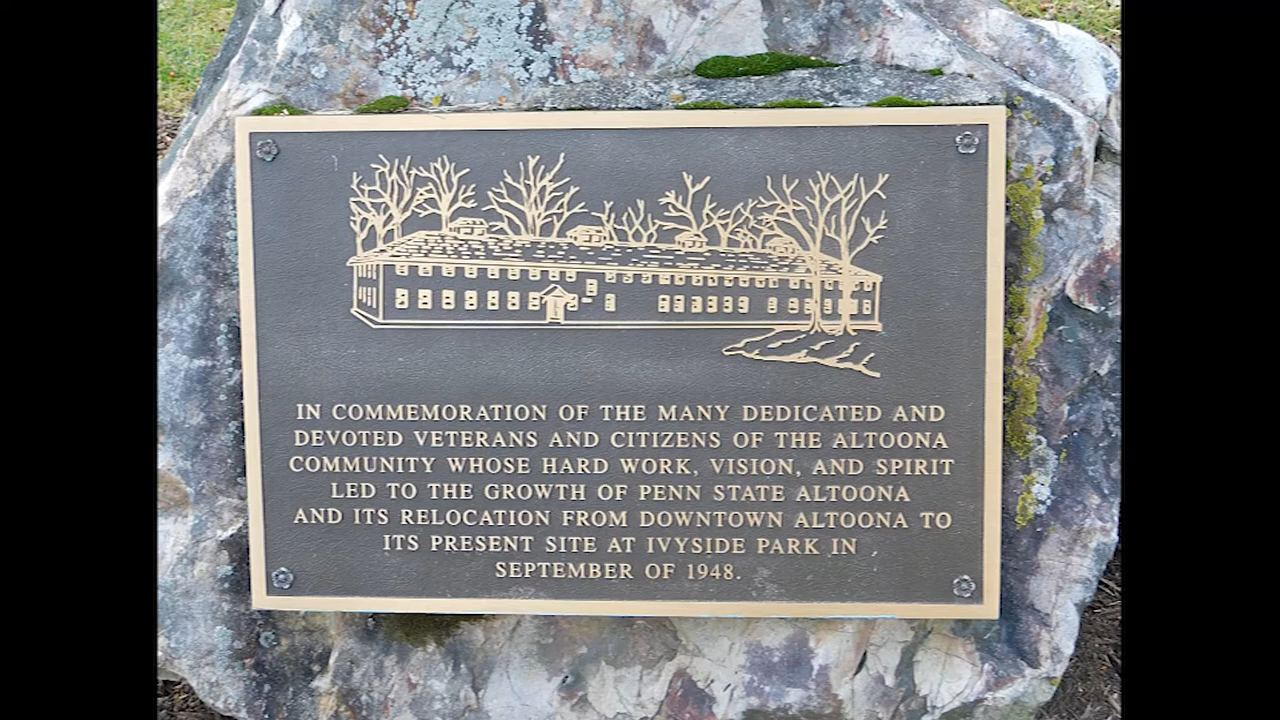 IN COMMEMORATION OF THE MANY DEDICATED AND
DEVOTED VETERANS AND CITIZENS OF THE ALTOONA
COMMUNITY WHOSE HARD WORK, VISION, AND SPIRIT
LED TO THE GROWTH OF PENN STATE ALTOONA
AND ITS RELOCATION FROM DOWNTOWN ALTOONA TO
ITS PRESENT SITE AT IVYSIDE PARK IN
SEPTEMBER OF 1948.